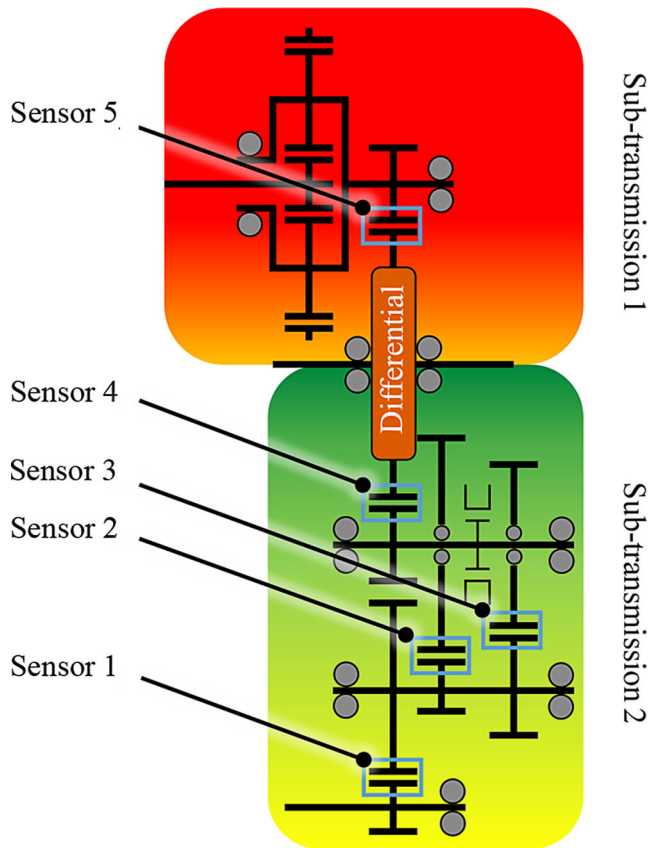 Sensor 5
Sub-transmission 1
Differential
Sensor 4
Sensor 3
Sensor 2
Sub-transmission 2
Sensor 1